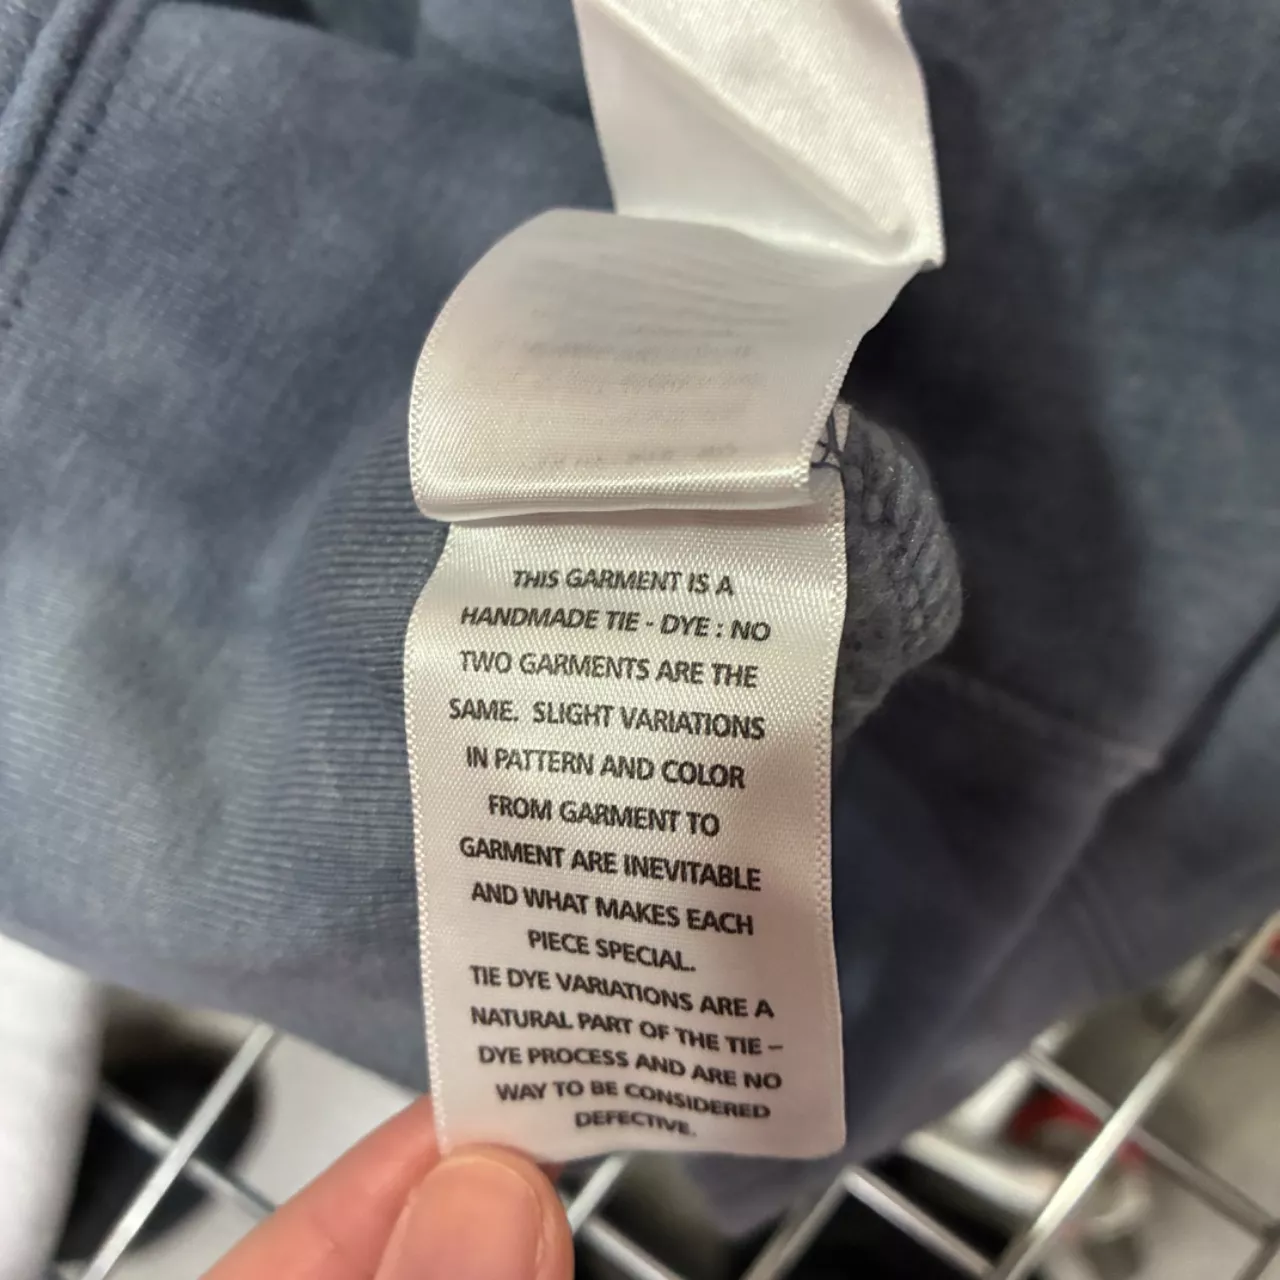 THIS GARMENT IS A
HANDMADE TIE - DYE : NO
TWO GARMENTS ARE THE
SAME. SLIGHT VARIATIONS
IN PATTERN AND COLOR
FROM GARMENT TO
GARMENT ARE INEVITABLE
AND WHAT MAKES EACH
PIECE SPECIAL.
TIE DYE VARIATIONS ARE A
NATURAL PART OF THE TIE –
DYE PROCESS AND ARE NO
WAY TO BE CONSIDERED
DEFECTIVE.